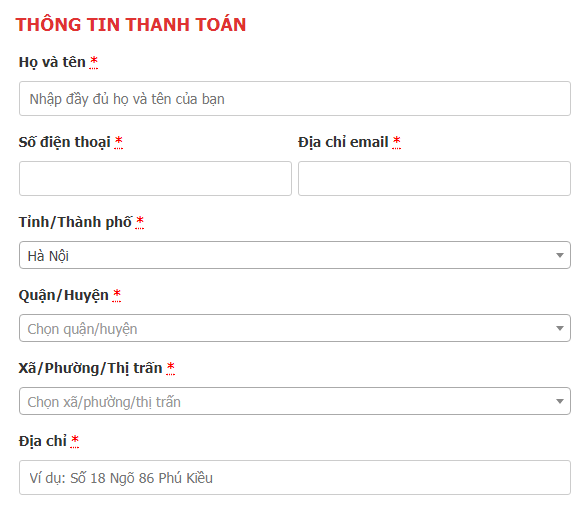 THÔNG TIN THANH TOÁN
Họ và tên *
Nhập đầy đủ họ và tên của bạn
Số điện thoại * Địa chỉ email *
Tỉnh/Thành phố *
Hà Nội
Quận/Huyện *
Chọn quận/huyện
Xã/Phường/Thị trấn *
Chọn xã/phường/thị trấn
Địa chỉ *
Ví dụ: Số 18 Ngõ 86 Phú Kiều